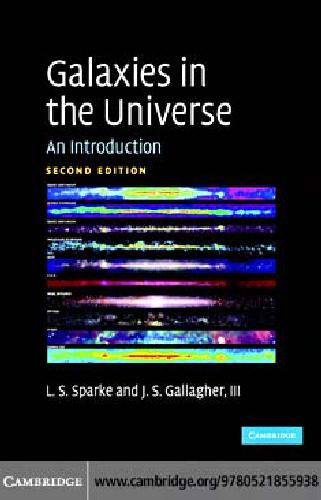 Galaxies in
the Universe
An Introduction
SECOND EDITION
L. S. Sparke and J. S. Gallagher, III
CAMBRIDGE
CAMBRIDGE
www.cambridge.org/9780521855938